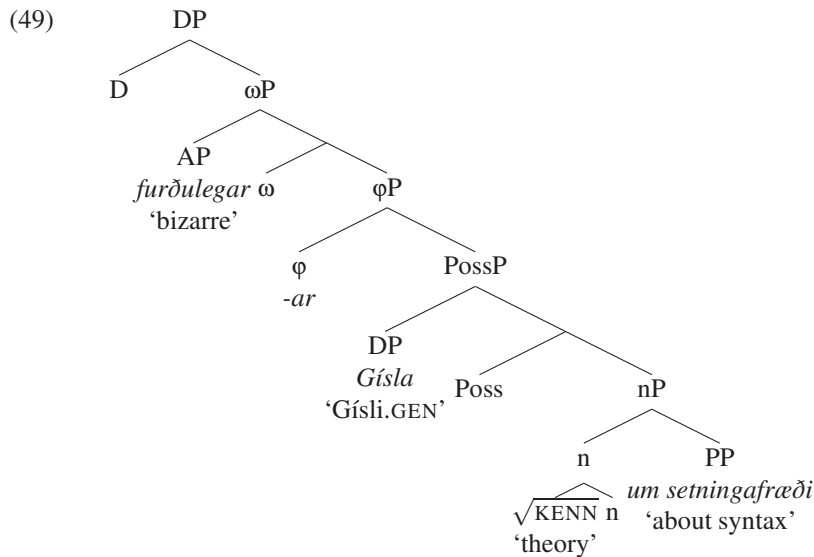 (49) DP
D ωP
AP
furðulegar ω φP
‘bizarre’
φ PossP
-ar
DP
Gísla Poss nP
‘Gísli.GEN’
n PP
√KENN n um setningafræði
‘theory’ ‘about syntax’